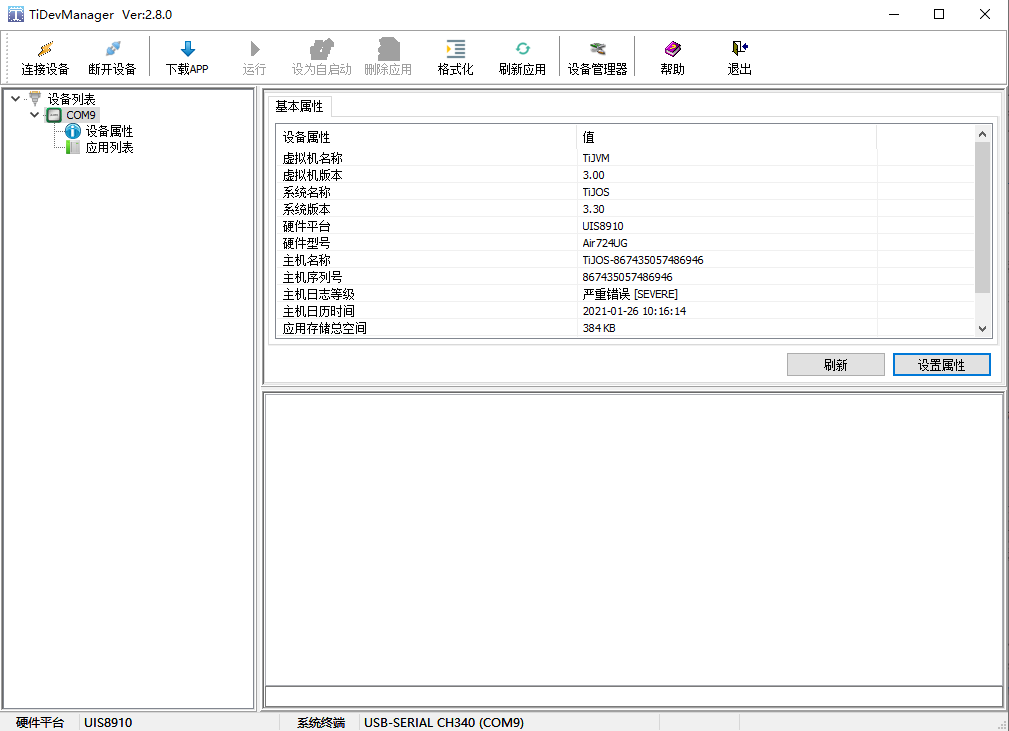 TiDevManager Ver:2.8.0
连接设备 断开设备 下载APP 运行 设为自启动 删除应用 格式化 刷新应用 设备管理器 帮助 退出
设备列表
COM9
设备属性
应用列表
基本属性
设备属性 值
虚拟机名称 TiJVM
虚拟机版本 3.00
系统名称 TiJOS
系统版本 3.30
硬件平台 UIS8910
硬件型号 Air724UG
主机名称 TiJOS-867435057486946
主机序列号 867435057486946
主机日志等级 严重错误 [SEVERE]
主机日历时间 2021-01-26 10:16:14
应用存储总空间 384 KB
刷新 设置属性
硬件平台 UIS8910 系统终端 USB-SERIAL CH340 (COM9)